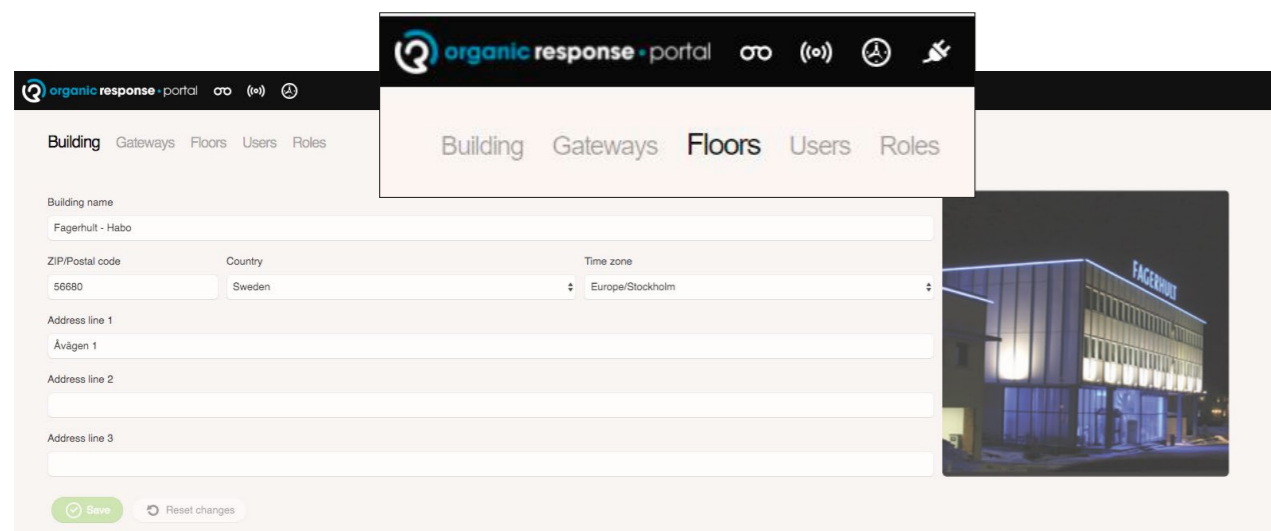 organic response • portal
Building Gateways Floors Users Roles
organic response • portal
Building Gateways Floors Users Roles
Building name
Fagerhult - Habo
ZIP/Postal code Country Time zone
56680 Sweden Europe/Stockholm
Address line 1
Åvägen 1
Address line 2
Address line 3
Save Reset changes
FAGERHULT